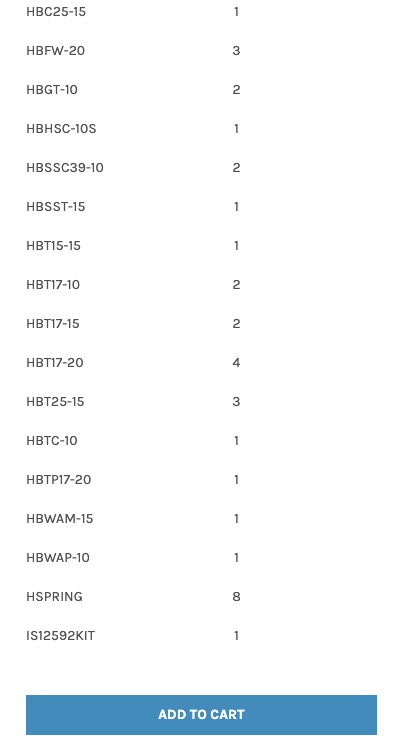 HBC25-15 1
HBFW-20 3
HBGT-10 2
HBHSC-10S 1
HBSSC39-10 2
HBSST-15 1
HBT15-15 1
HBT17-10 2
HBT17-15 2
HBT17-20 4
HBT25-15 3
HBTC-10 1
HBTP17-20 1
HBWAM-15 1
HBWAP-10 1
HSPRING 8
IS12592KIT 1
ADD TO CART